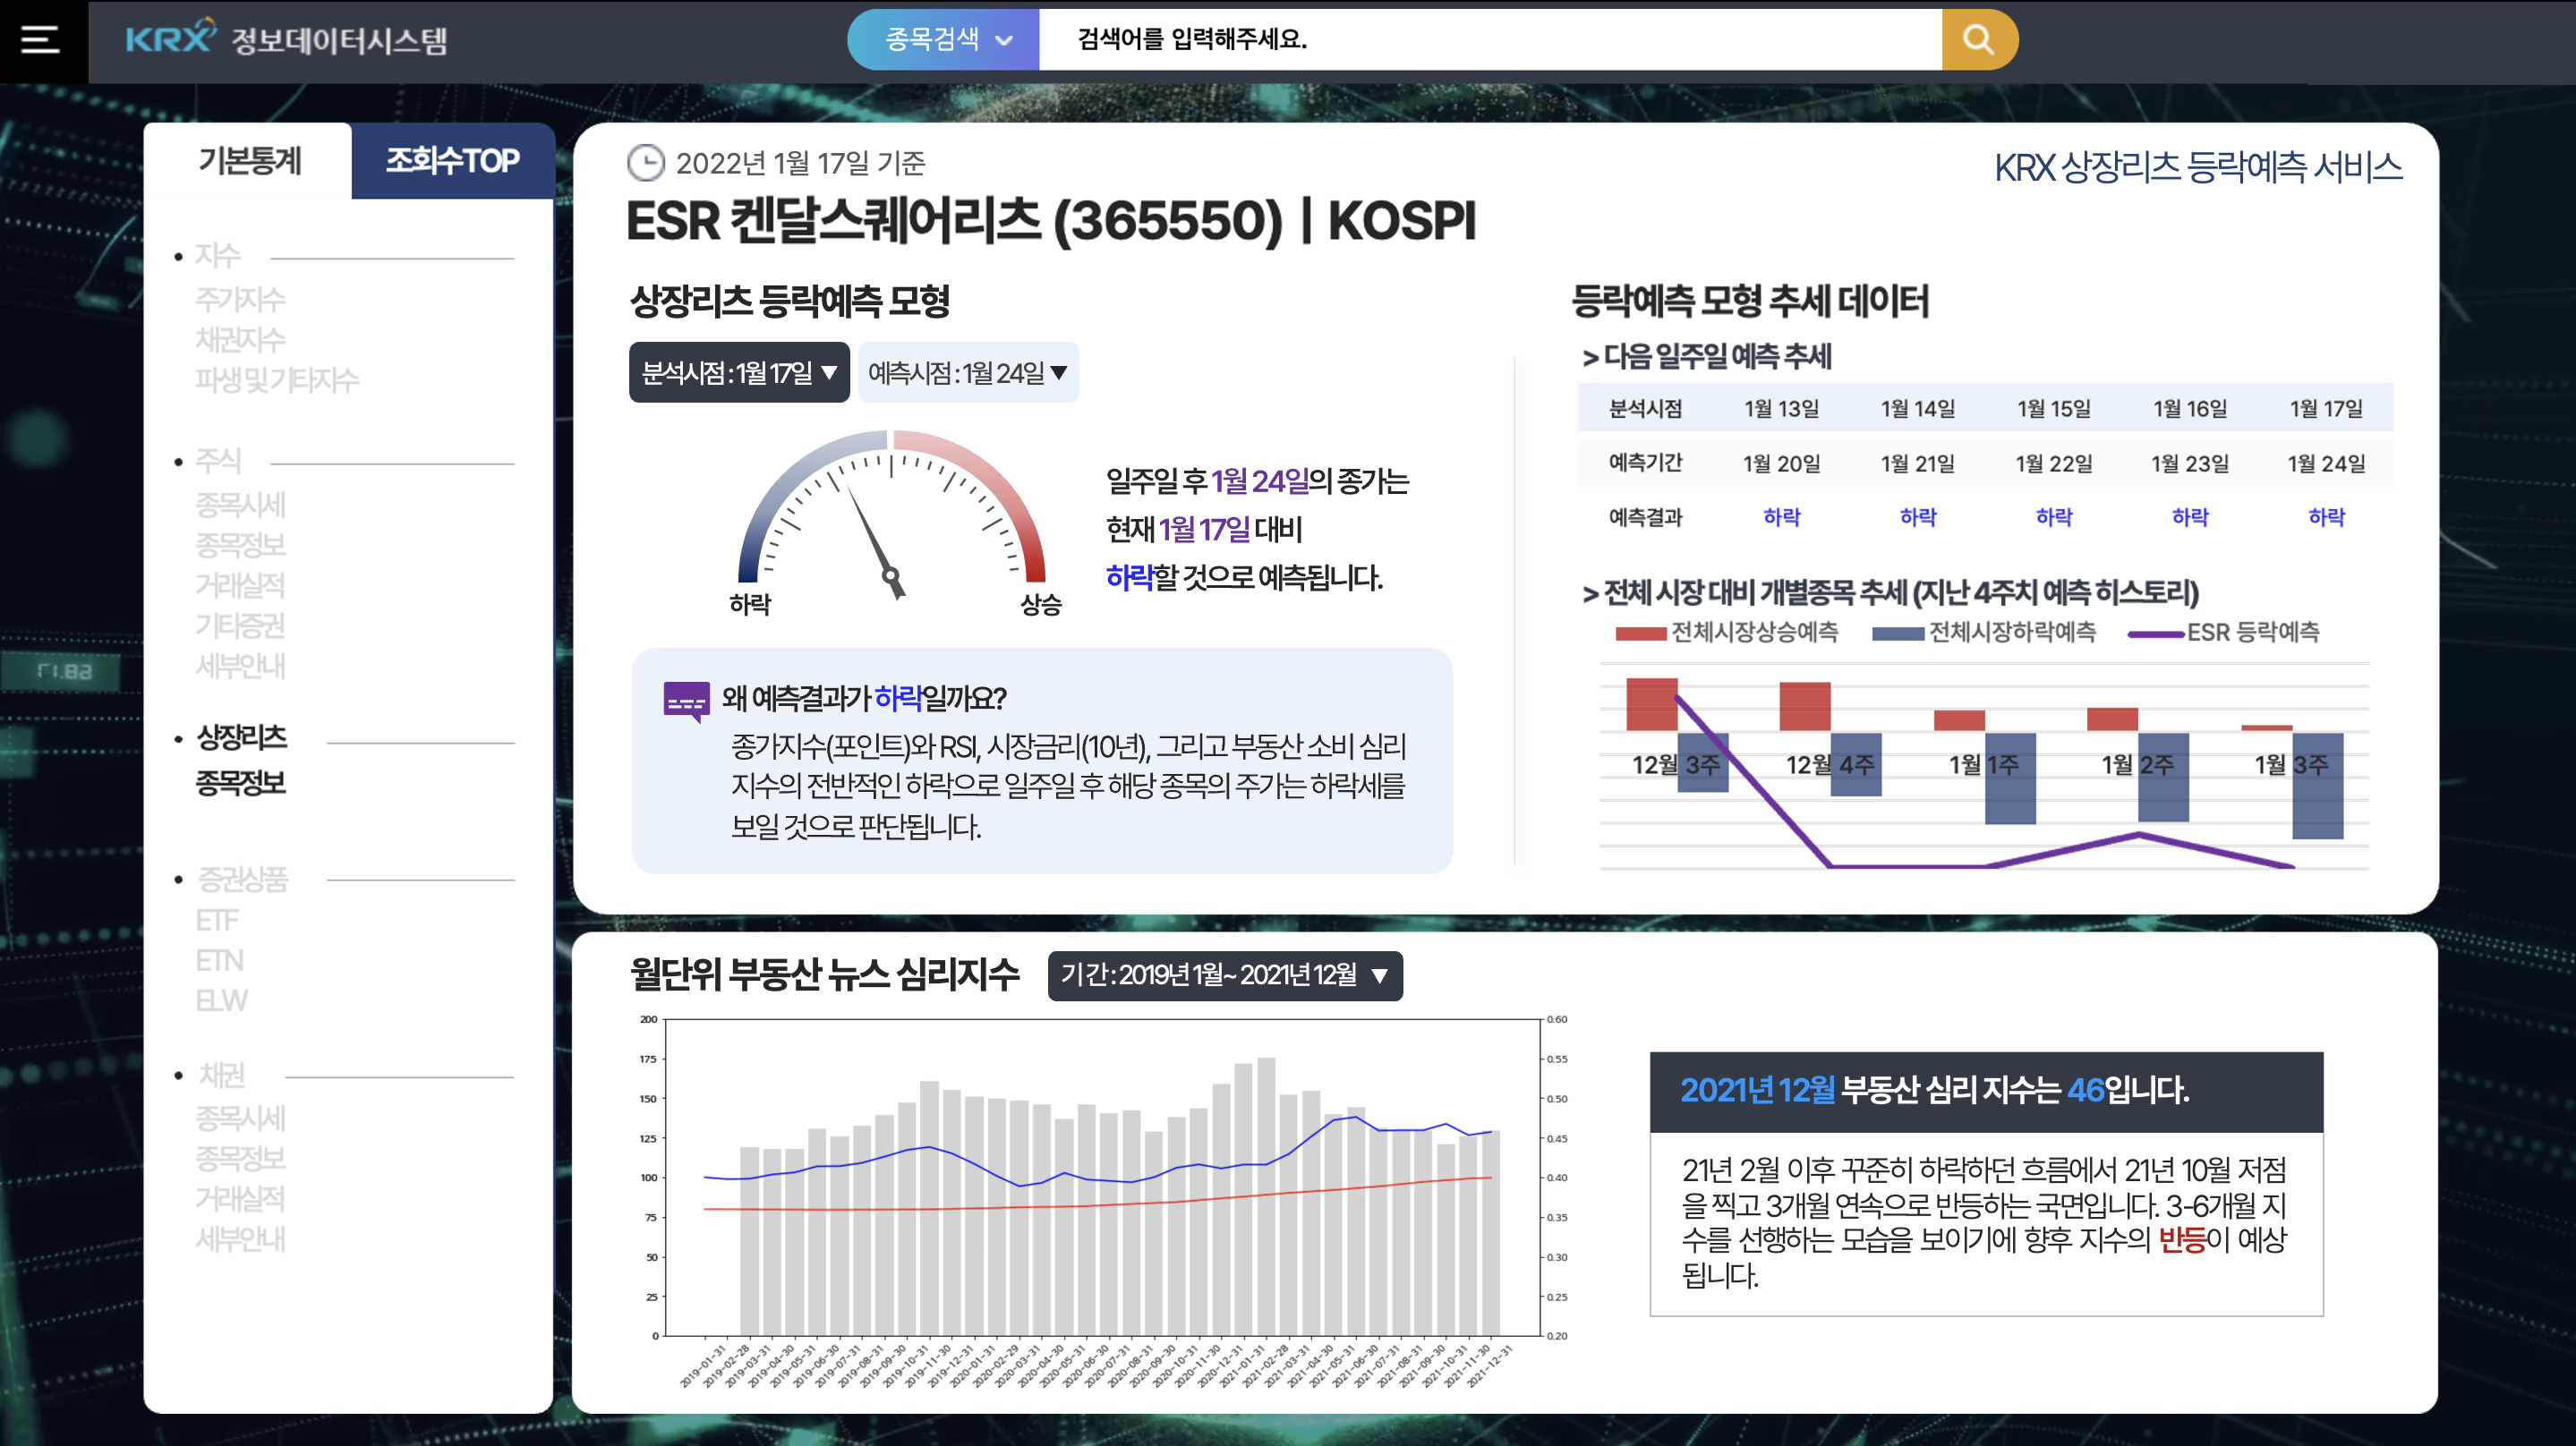 KRX 정보데이터시스템
종목검색
검색어를 입력해주세요.
기본통계
조회수TOP
지수
주가지수
채권지수
파생 및 기타지수
주식
종목시세
종목정보
거래실적
기타증권
세부안내
상장리츠
종목정보
증권상품
ETF
ETN
ELW
채권
종목시세
종목정보
거래실적
세부안내
2022년 1월 17일 기준
KRX 상장리츠 등락예측 서비스
ESR 켄달스퀘어리츠 (365550) | KOSPI
상장리츠 등락예측 모형
분석시점 : 1월 17일 ▼
예측시점 : 1월 24일 ▼
하락
상승
일주일 후 1월 24일의 종가는
현재 1월 17일 대비
하락할 것으로 예측됩니다.
왜 예측결과가 하락일까요?
종가지수(포인트)와 RSI, 시장금리(10년), 그리고 부동산 소비 심리
지수의 전반적인 하락으로 일주일 후 해당 종목의 주가는 하락세를
보일 것으로 판단됩니다.
등락예측 모형 추세 데이터
> 다음 일주일 예측 추세
분석시점 1월 13일 1월 14일 1월 15일 1월 16일 1월 17일
예측기간 1월 20일 1월 21일 1월 22일 1월 23일 1월 24일
예측결과 하락 하락 하락 하락 하락
> 전체 시장 대비 개별종목 추세 (지난 4주치 예측 히스토리)
전체시장상승예측 전체시장하락예측 ESR 등락예측
12월 3주 12월 4주 1월 1주 1월 2주 1월 3주
월단위 부동산 뉴스 심리지수
기간 : 2019년 1월~ 2021년 12월 ▼
200
175
150
125
100
75
50
25
0
0.60
0.55
0.50
0.45
0.40
0.35
0.30
0.25
0.20
2019-01-31
2019-02-28
2019-03-31
2019-04-30
2019-05-31
2019-06-30
2019-07-31
2019-08-31
2019-09-30
2019-10-31
2019-11-30
2019-12-31
2020-01-31
2020-02-29
2020-03-31
2020-04-30
2020-05-31
2020-06-30
2020-07-31
2020-08-31
2020-09-30
2020-10-31
2020-11-30
2020-12-31
2021-01-31
2021-02-28
2021-03-31
2021-04-30
2021-05-31
2021-06-30
2021-07-31
2021-08-31
2021-09-30
2021-10-31
2021-11-30
2021-12-31
2021년 12월 부동산 심리 지수는 46입니다.
21년 2월 이후 꾸준히 하락하던 흐름에서 21년 10월 저점
을 찍고 3개월 연속으로 반등하는 국면입니다. 3-6개월 지
수를 선행하는 모습을 보이기에 향후 지수의 반등이 예상
됩니다.